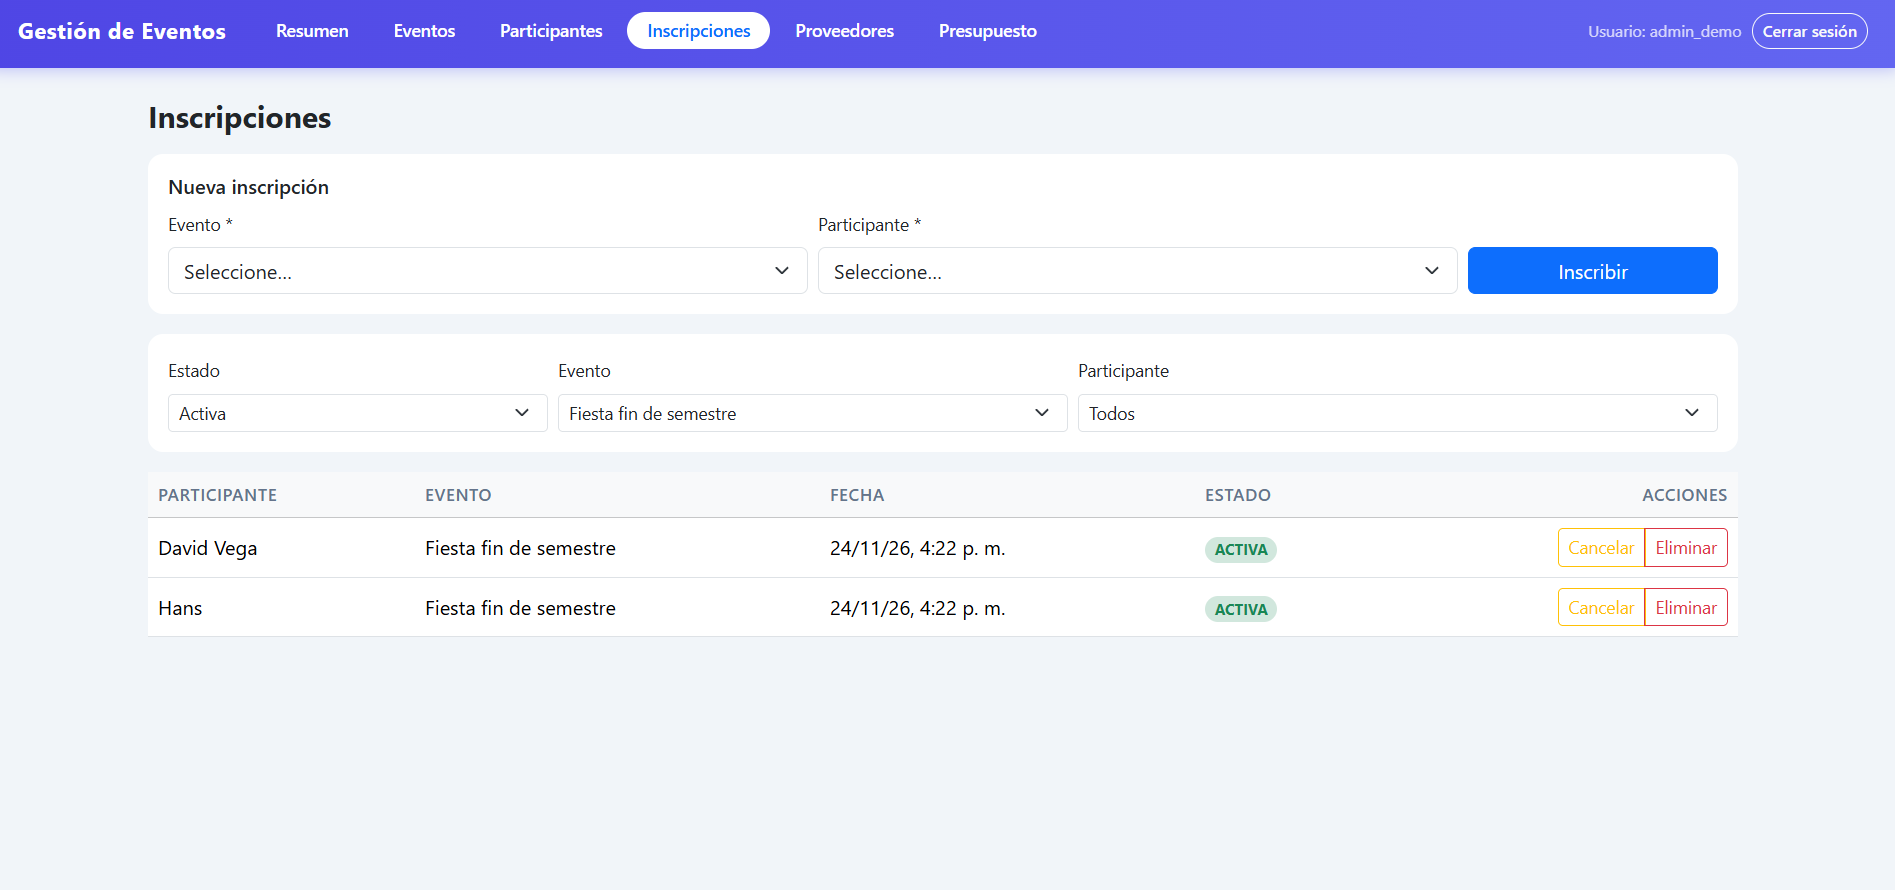 Gestión de Eventos Resumen Eventos Participantes Inscripciones Proveedores Presupuesto Usuario: admin_demo Cerrar sesión
Inscripciones
Nueva inscripción
Evento * Participante *
Seleccione... Seleccione... Inscribir
Estado Evento Participante
Activa Fiesta fin de semestre Todos
PARTICIPANTE EVENTO FECHA ESTADO ACCIONES
David Vega Fiesta fin de semestre 24/11/26, 4:22 p. m. ACTIVA Cancelar Eliminar
Hans Fiesta fin de semestre 24/11/26, 4:22 p. m. ACTIVA Cancelar Eliminar